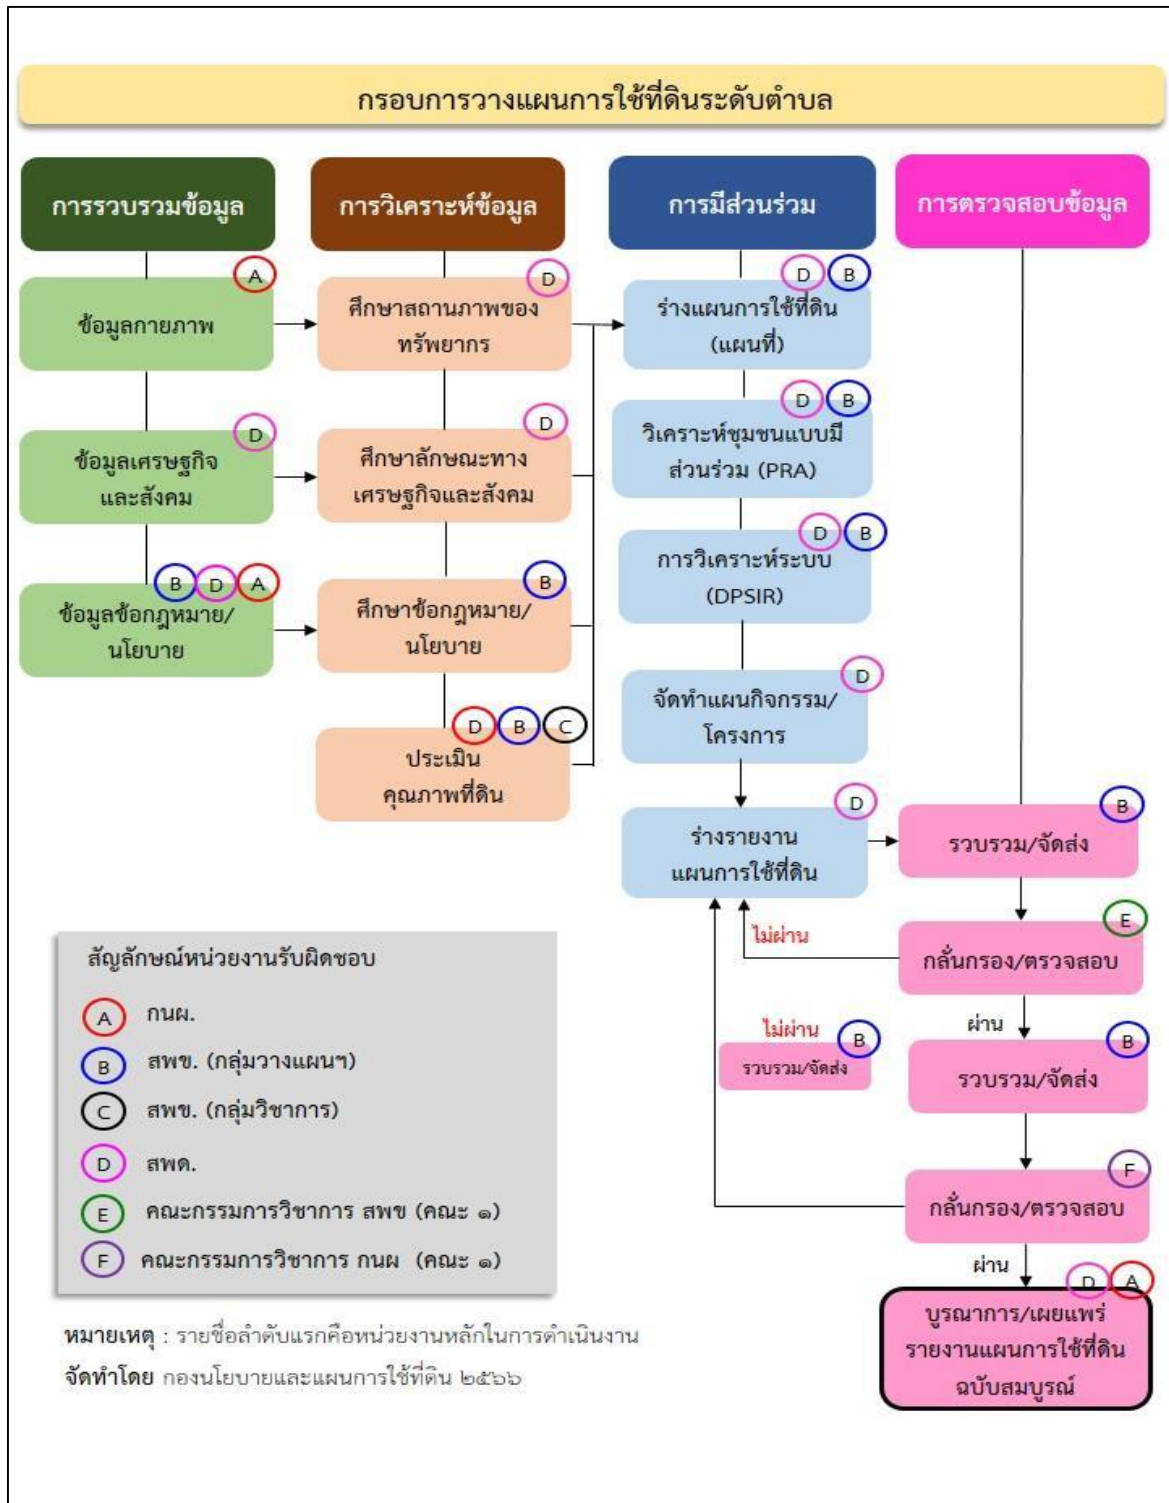 กรอบการวางแผนการใช้ที่ดินระดับตำบล
การรวบรวมข้อมูล
A
ข้อมูลกายภาพ
D
ข้อมูลเศรษฐกิจ
และสังคม
B D A
ข้อมูลข้อกฎหมาย/
นโยบาย
การวิเคราะห์ข้อมูล
D
ศึกษาสถานภาพของ
ทรัพยากร
D
ศึกษาลักษณะทาง
เศรษฐกิจและสังคม
B
ศึกษาข้อกฎหมาย/
นโยบาย
D B C
ประเมิน
คุณภาพที่ดิน
การมีส่วนร่วม
D B
ร่างแผนการใช้ที่ดิน
(แผนที่)
D B
วิเคราะห์ชุมชนแบบมี
ส่วนร่วม (PRA)
D B
การวิเคราะห์ระบบ
(DPSIR)
D
จัดทำแผนกิจกรรม/
โครงการ
D
ร่างรายงาน
แผนการใช้ที่ดิน
การตรวจสอบข้อมูล
B
รวบรวม/จัดส่ง
E
กลั่นกรอง/ตรวจสอบ
ไม่ผ่าน
ผ่าน
B
รวบรวม/จัดส่ง
ไม่ผ่าน
B
รวบรวม/จัดส่ง
F
กลั่นกรอง/ตรวจสอบ
ผ่าน
D A
บูรณาการ/เผยแพร่
รายงานแผนการใช้ที่ดิน
ฉบับสมบูรณ์
สัญลักษณ์หน่วยงานรับผิดชอบ
A กนผ.
B สพข. (กลุ่มวางแผนฯ)
C สพข. (กลุ่มวิชาการ)
D สพด.
E คณะกรรมการวิชาการ สพข (คณะ ๑)
F คณะกรรมการวิชาการ กนผ (คณะ ๑)
หมายเหตุ : รายชื่อลำดับแรกคือหน่วยงานหลักในการดำเนินงาน
จัดทำโดย กองนโยบายและแผนการใช้ที่ดิน ๒๕๖๖